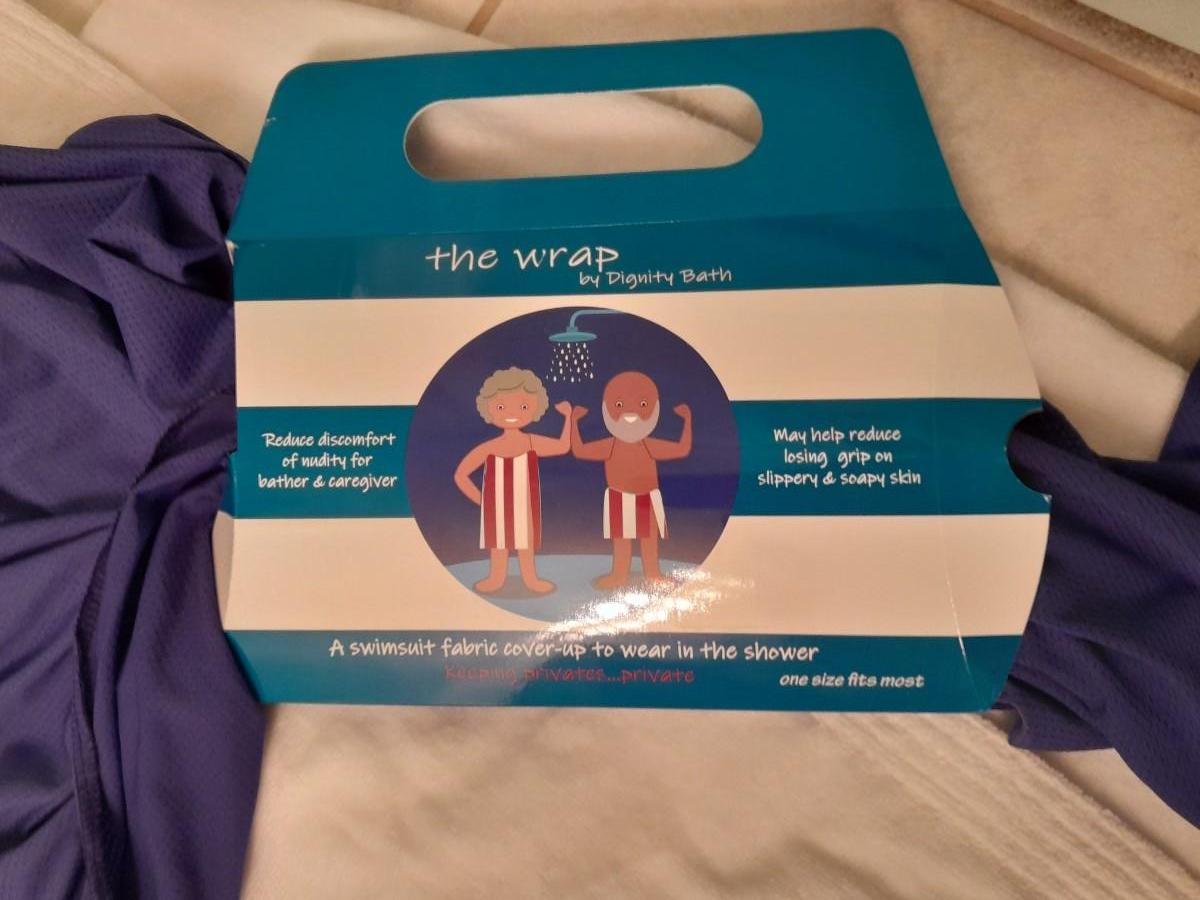 the wrap
by Dignity Bath
Reduce discomfort
of nudity for
bather & caregiver
May help reduce
losing grip on
slippery & soapy skin
A swimsuit fabric cover-up to wear in the shower
Keeping privates...private
one size fits most